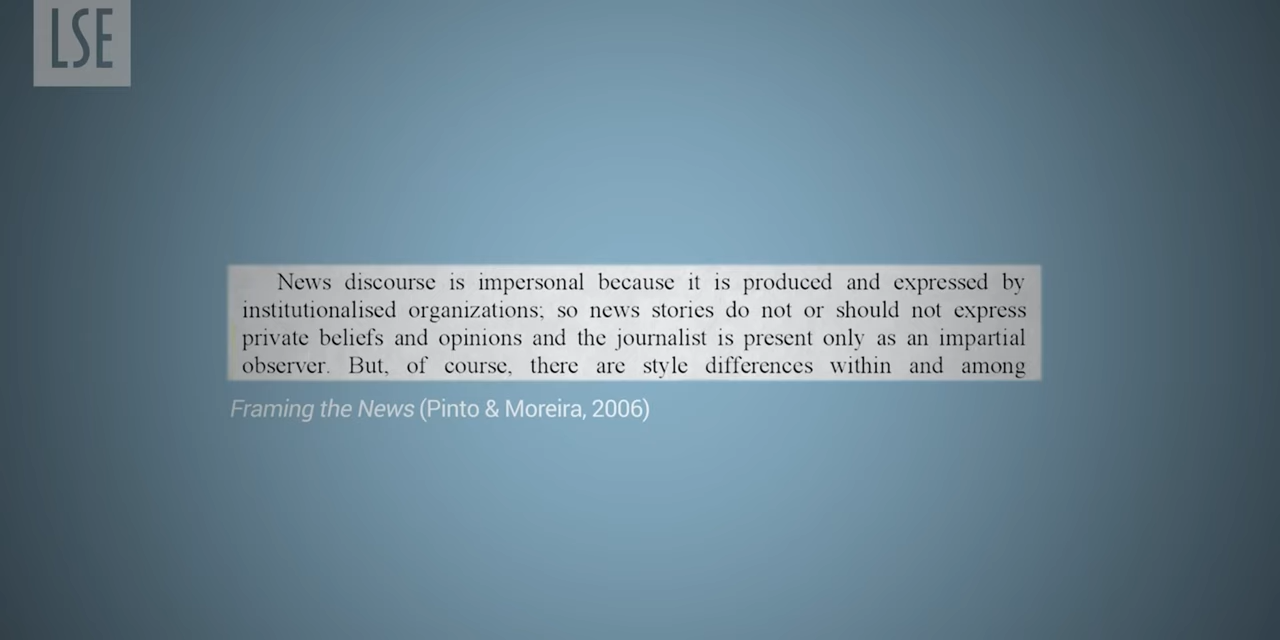 LSE
News discourse is impersonal because it is produced and expressed by
institutionalised organizations; so news stories do not or should not express
private beliefs and opinions and the journalist is present only as an impartial
observer. But, of course, there are style differences within and among
Framing the News (Pinto & Moreira, 2006)